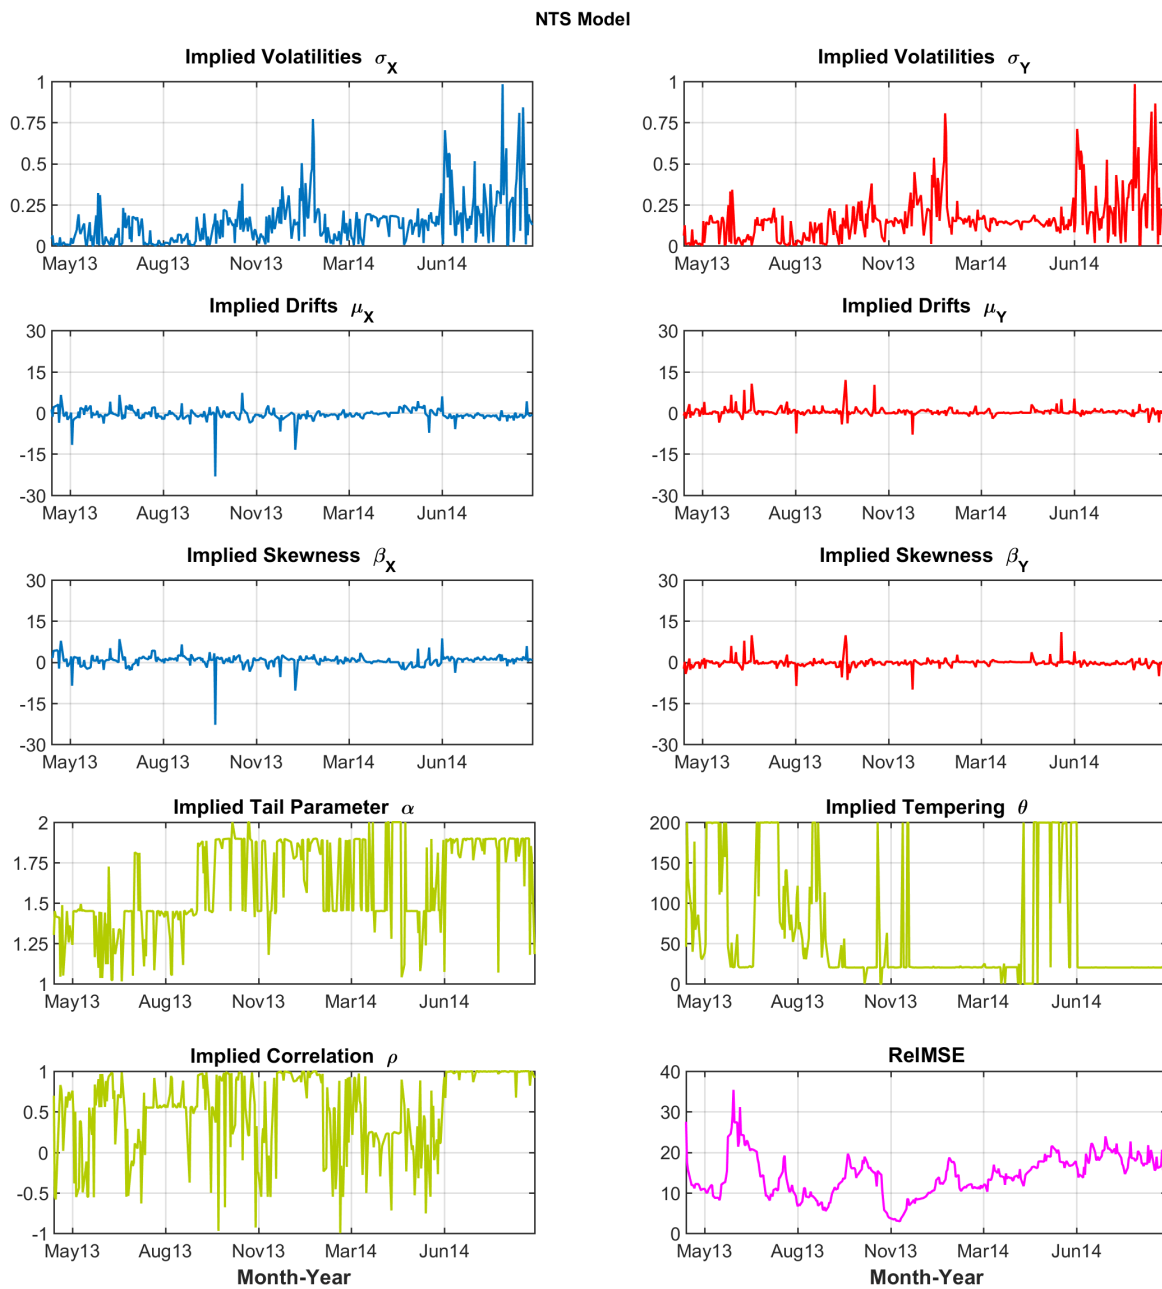 NTS Model
Implied Volatilities σX
1
0.75
0.5
0.25
0
May13 Aug13 Nov13 Mar14 Jun14
Implied Volatilities σY
1
0.75
0.5
0.25
0
May13 Aug13 Nov13 Mar14 Jun14
Implied Drifts μX
30
15
0
-15
-30
May13 Aug13 Nov13 Mar14 Jun14
Implied Drifts μY
30
15
0
-15
-30
May13 Aug13 Nov13 Mar14 Jun14
Implied Skewness βX
30
15
0
-15
-30
May13 Aug13 Nov13 Mar14 Jun14
Implied Skewness βY
30
15
0
-15
-30
May13 Aug13 Nov13 Mar14 Jun14
Implied Tail Parameter α
2
1.75
1.5
1.25
1
May13 Aug13 Nov13 Mar14 Jun14
Implied Tempering θ
200
150
100
50
0
May13 Aug13 Nov13 Mar14 Jun14
Implied Correlation ρ
1
0.5
0
-0.5
-1
May13 Aug13 Nov13 Mar14 Jun14
Month-Year
RelMSE
40
30
20
10
0
May13 Aug13 Nov13 Mar14 Jun14
Month-Year